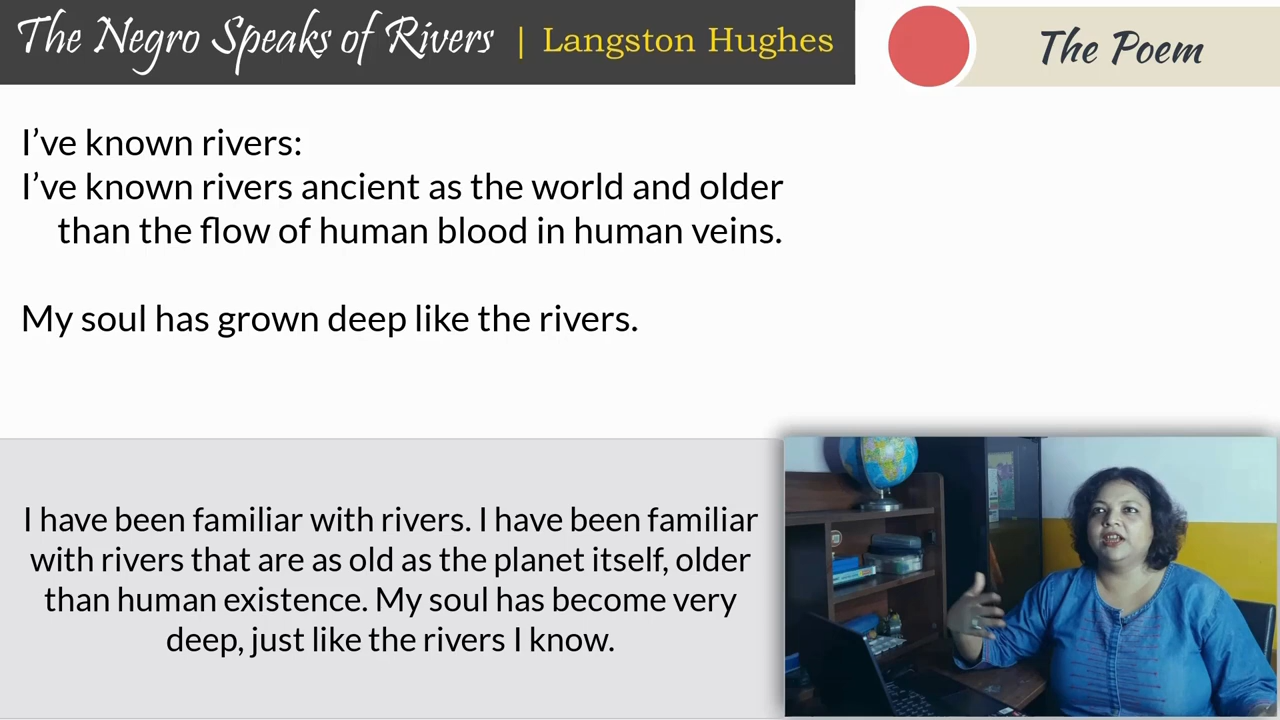 The Negro Speaks of Rivers | Langston Hughes
The Poem
I’ve known rivers:
I’ve known rivers ancient as the world and older
than the flow of human blood in human veins.
My soul has grown deep like the rivers.
I have been familiar with rivers. I have been familiar
with rivers that are as old as the planet itself, older
than human existence. My soul has become very
deep, just like the rivers I know.